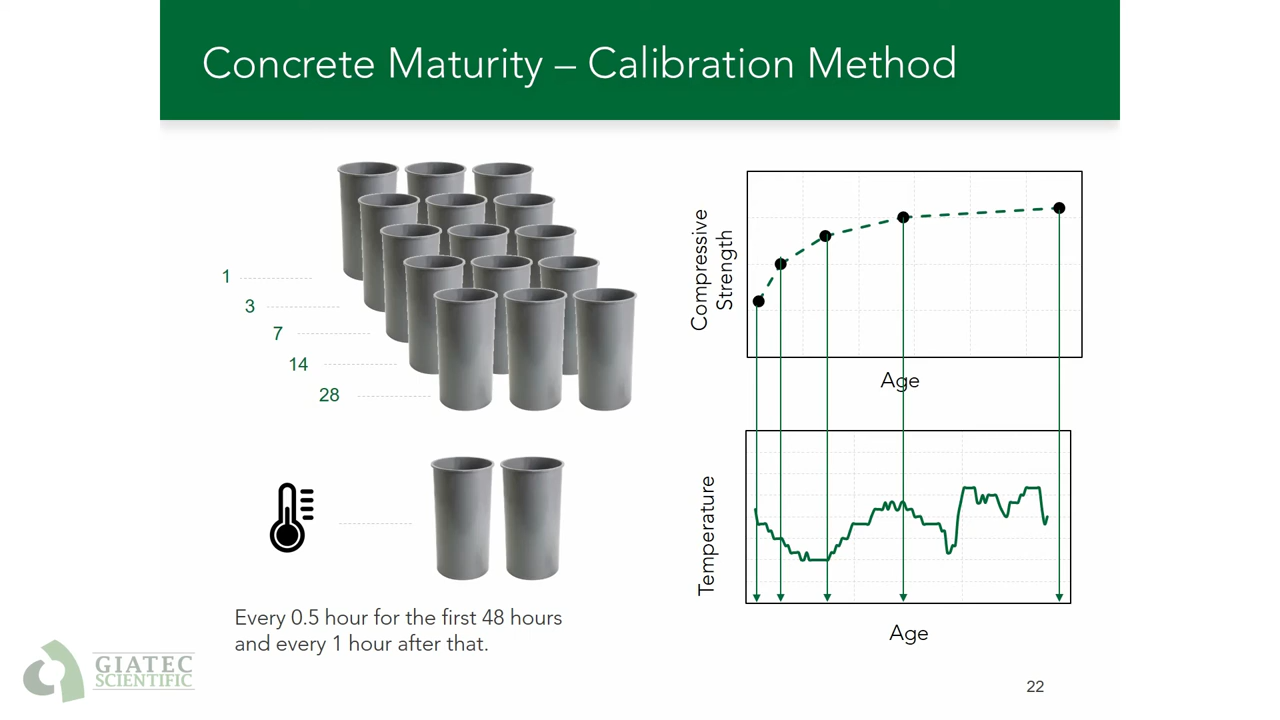 Concrete Maturity – Calibration Method
1
3
7
14
28
Every 0.5 hour for the first 48 hours
and every 1 hour after that.
Compressive
Strength
Age
Temperature
Age
GIATEC
SCIENTIFIC
22